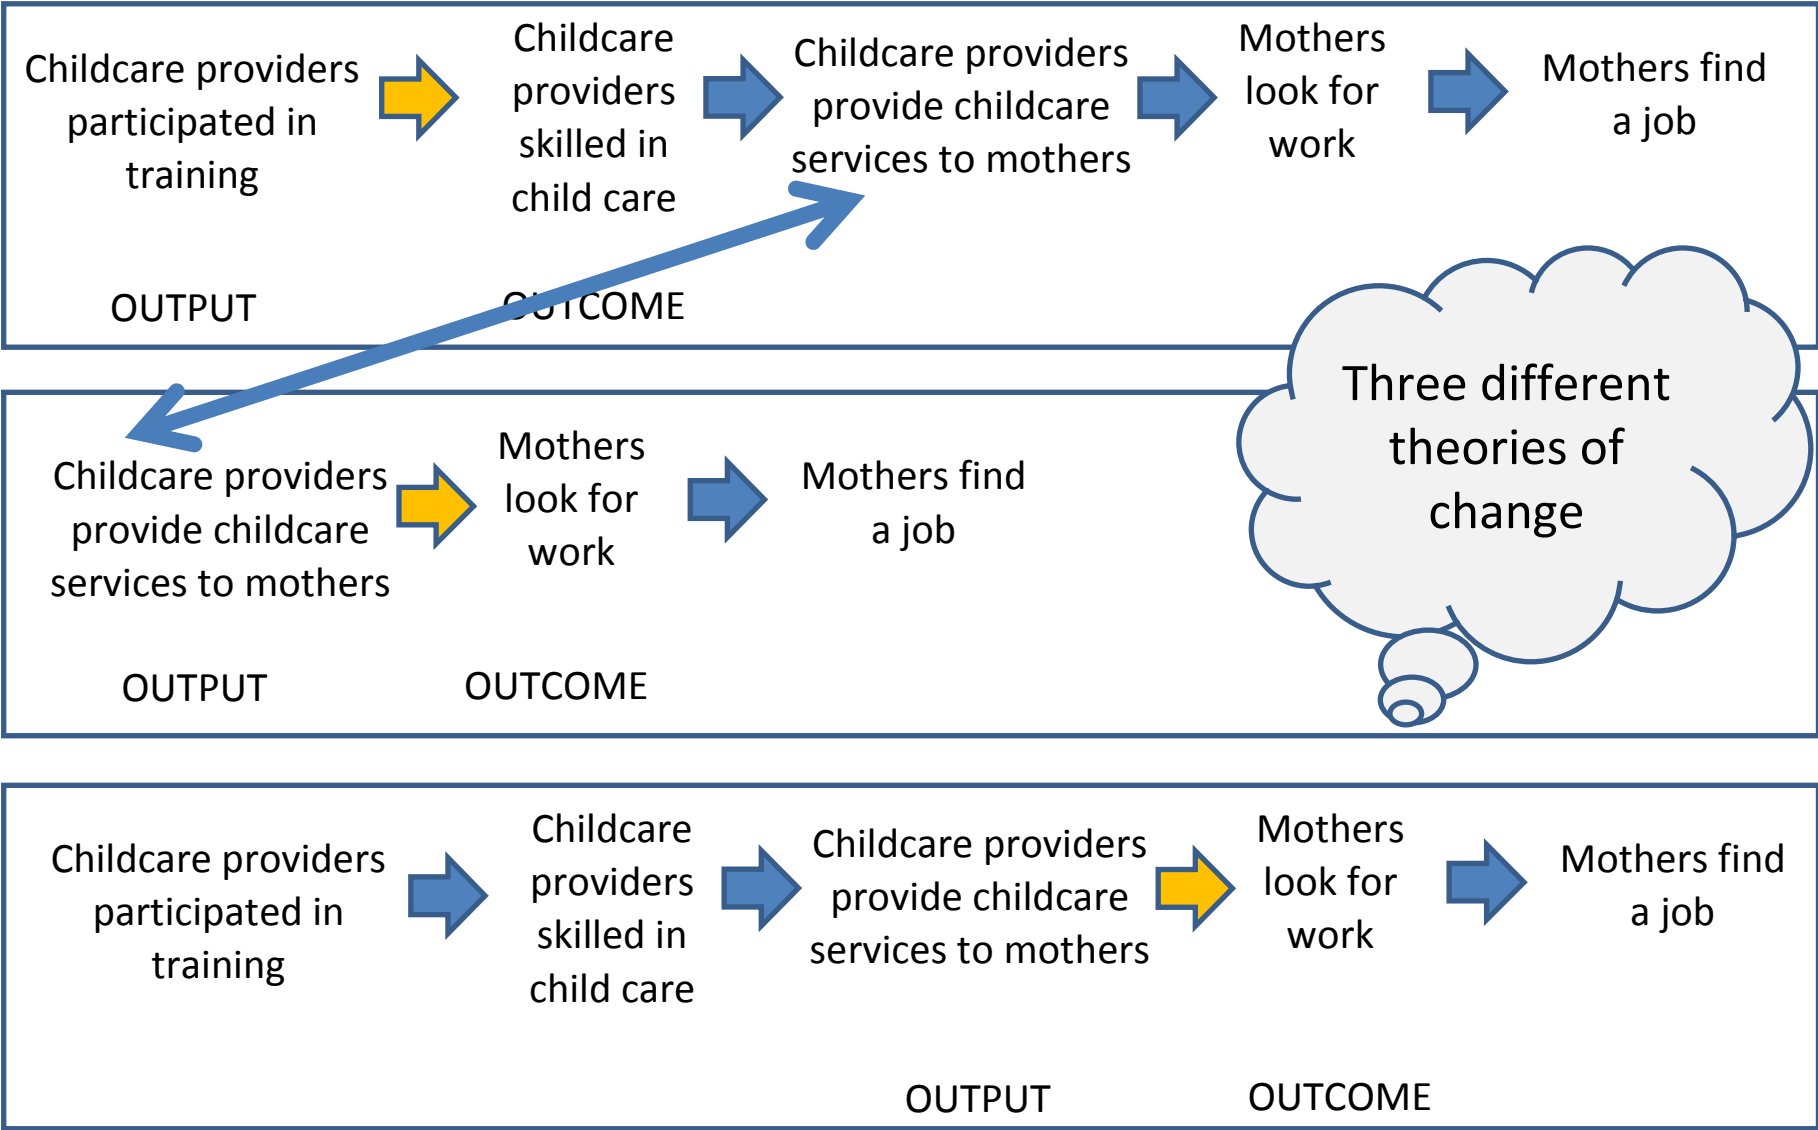 Childcare providers
participated in
training
Childcare
providers
skilled in
child care
Childcare providers
provide childcare
services to mothers
Mothers
look for
work
Mothers find
a job
OUTPUT
OUTCOME
Three different
theories of
change
Childcare providers
provide childcare
services to mothers
Mothers
look for
work
Mothers find
a job
OUTPUT
OUTCOME
Childcare providers
participated in
training
Childcare
providers
skilled in
child care
Childcare providers
provide childcare
services to mothers
Mothers
look for
work
Mothers find
a job
OUTPUT
OUTCOME